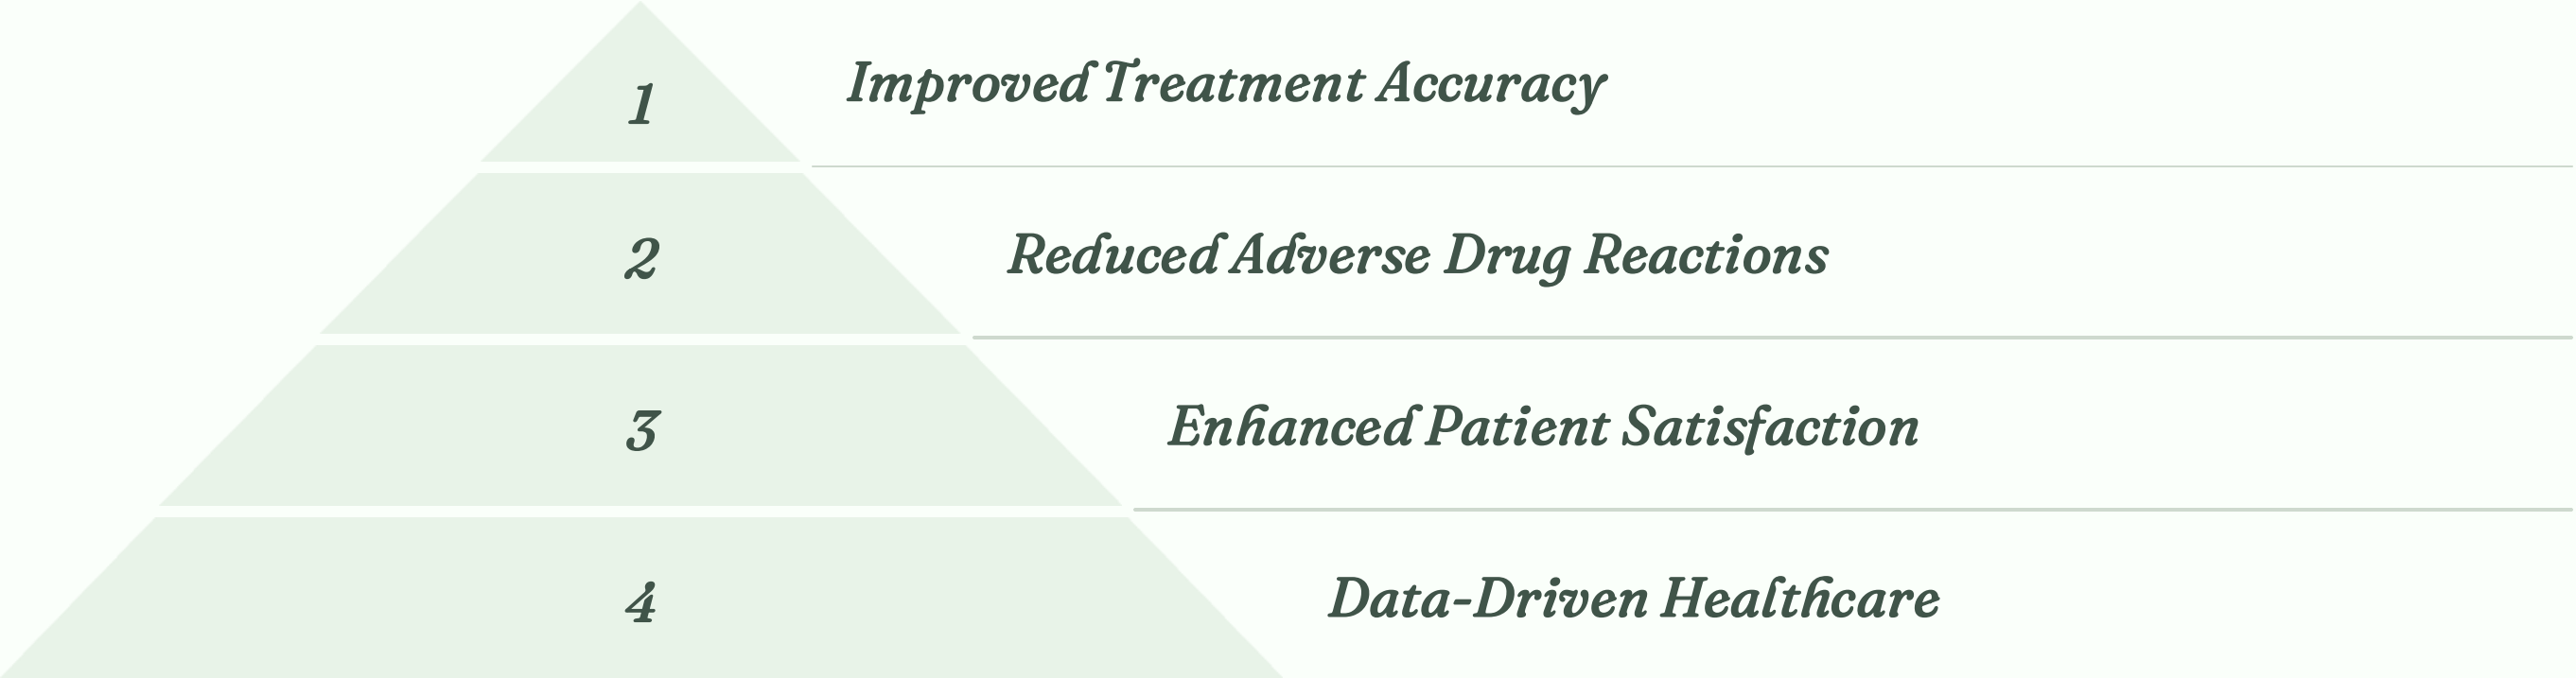 1
Improved Treatment Accuracy
2
Reduced Adverse Drug Reactions
3
Enhanced Patient Satisfaction
4
Data-Driven Healthcare